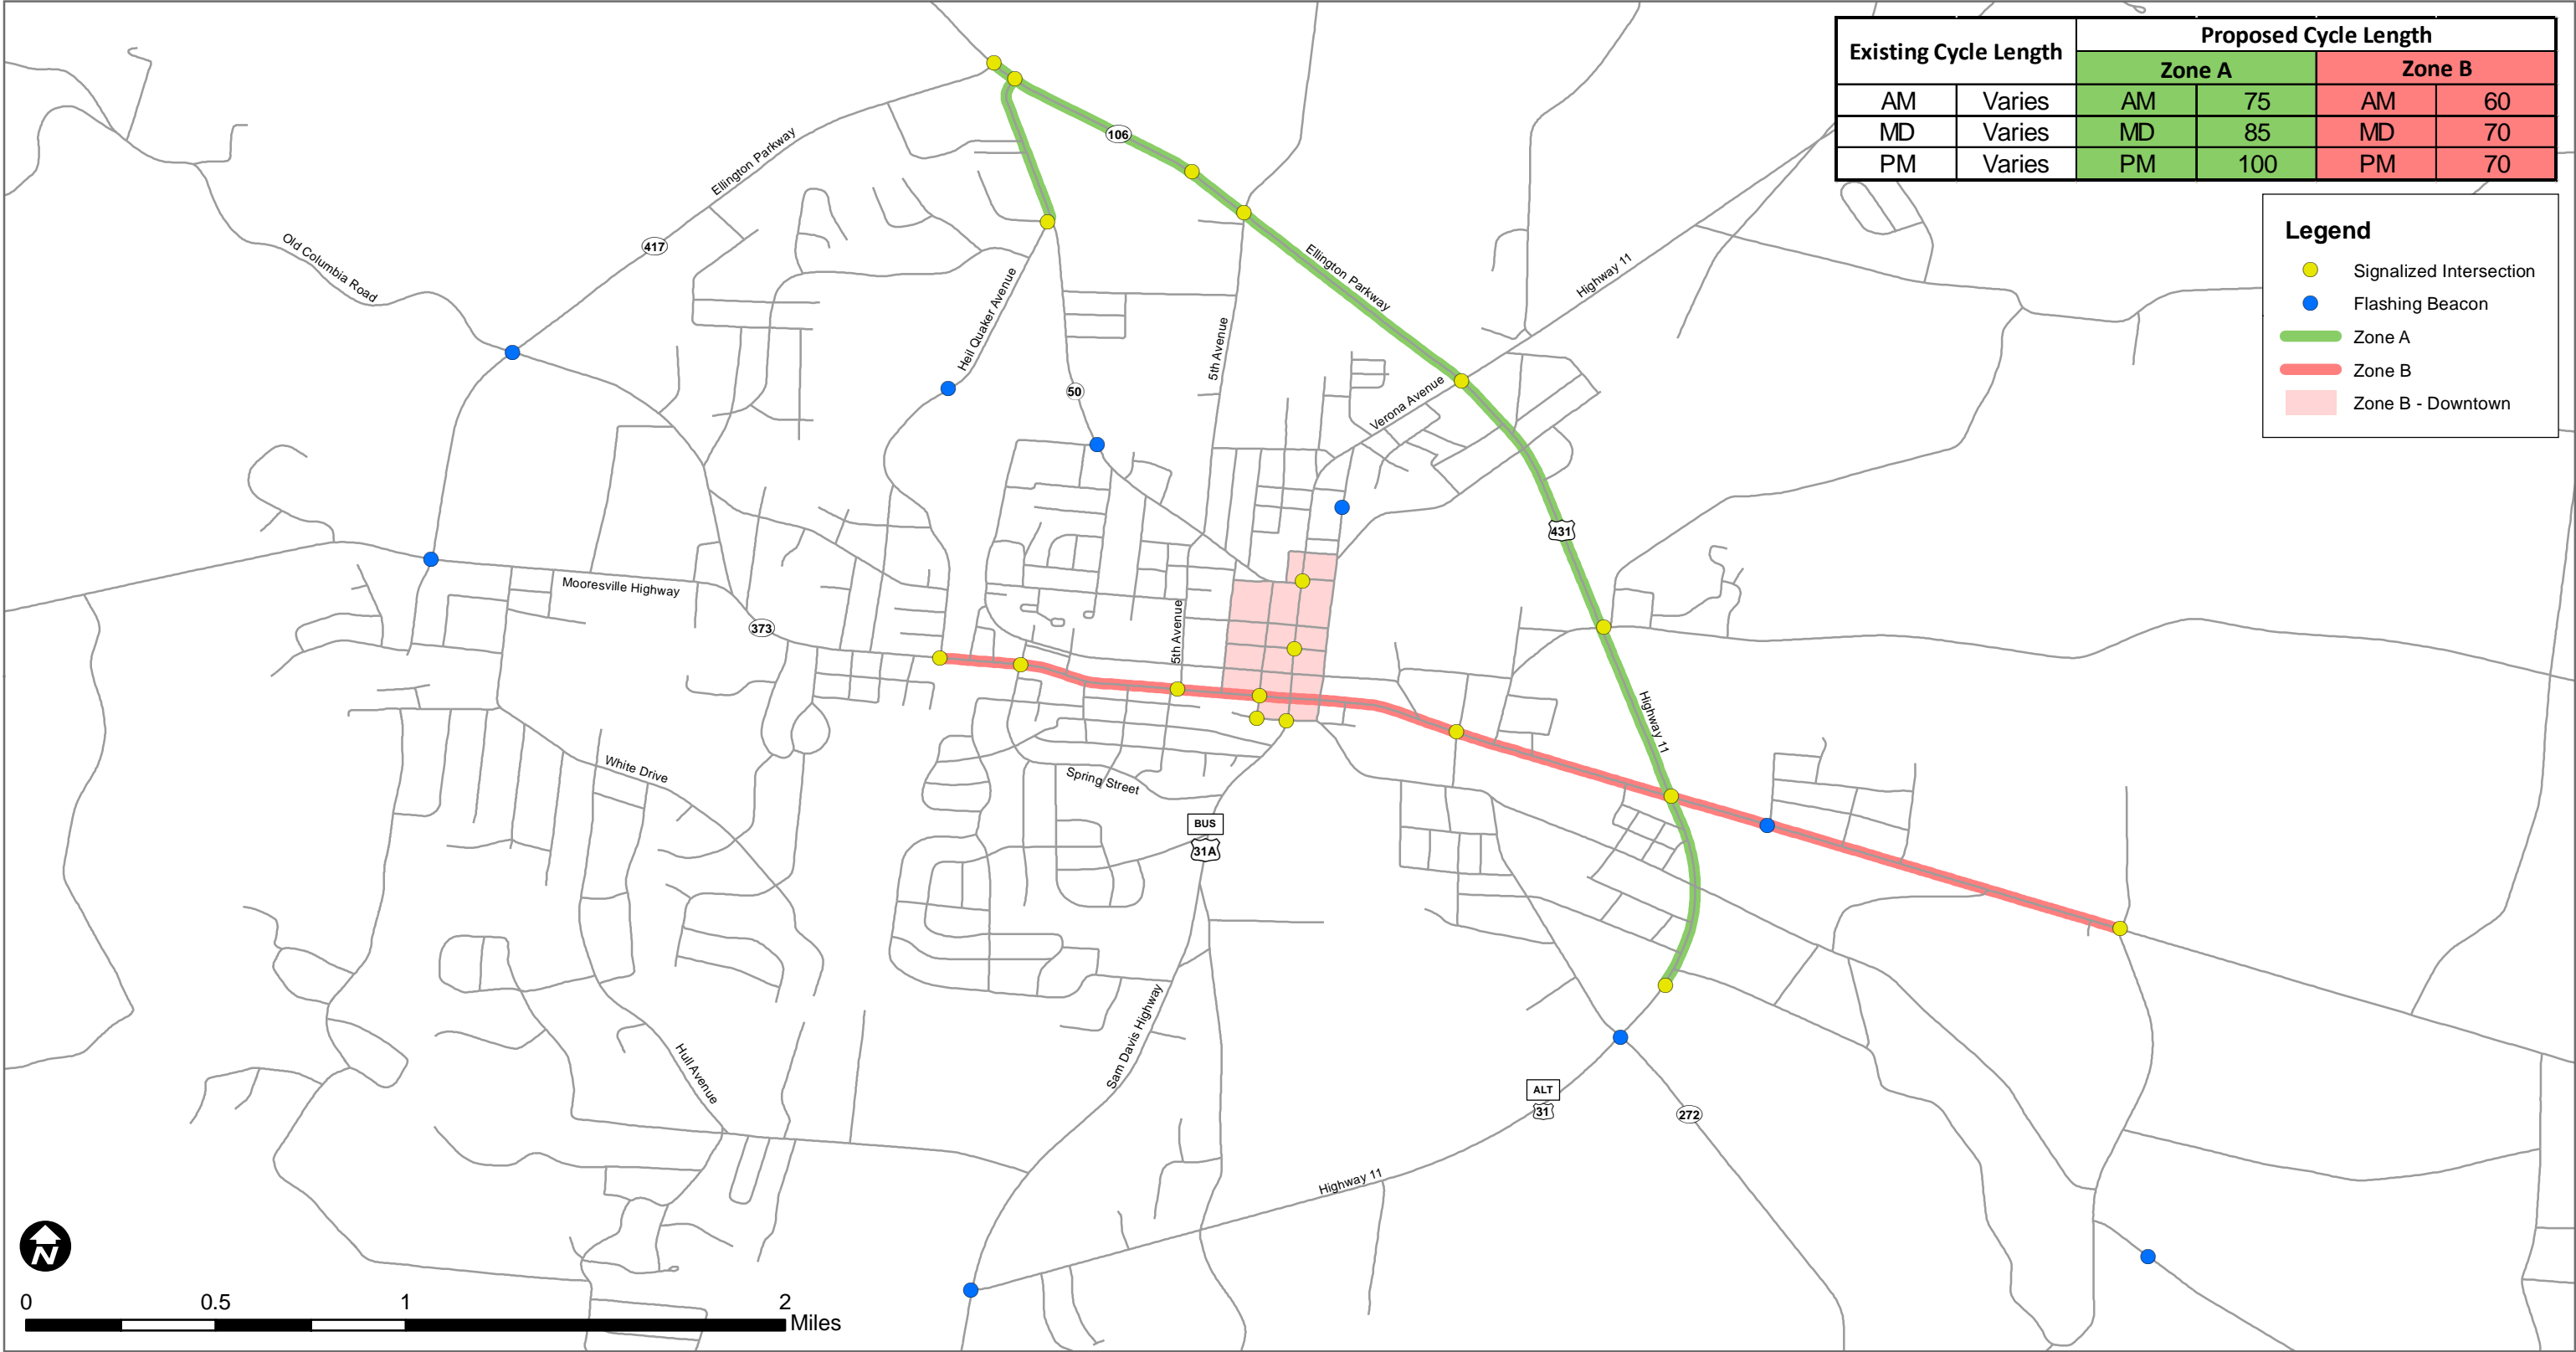 Existing Cycle Length
Proposed Cycle Length
Zone A
Zone B
AM Varies AM 75 AM 60
MD Varies MD 85 MD 70
PM Varies PM 100 PM 70
Legend
Signalized Intersection
Flashing Beacon
Zone A
Zone B
Zone B - Downtown
106
Ellington Parkway
417
Old Columbia Road
Ellington Parkway
Highway 11
Heil Quaker Avenue
5th Avenue
50
Verona Avenue
431
Mooresville Highway
373
5th Avenue
Highway 11
White Drive
Spring Street
BUS
31A
Sam Davis Highway
Hull Avenue
ALT
31
272
Highway 11
N
0 0.5 1 2
Miles